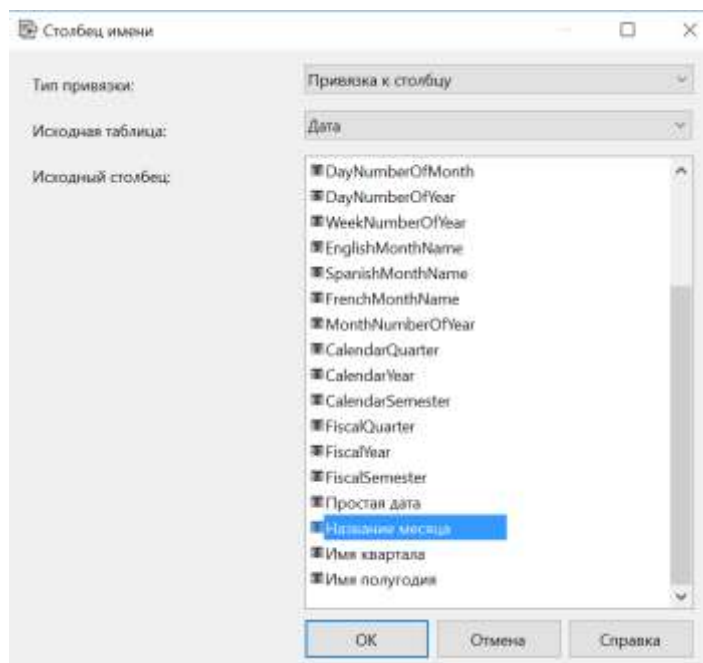 Столбец имени
Тип привязки:
Привязка к столбцу
Исходная таблица:
Дата
Исходный столбец:
DayNumberOfMonth
DayNumberOfYear
WeekNumberOfYear
EnglishMonthName
SpanishMonthName
FrenchMonthName
MonthNumberOfYear
CalendarQuarter
CalendarYear
CalendarSemester
FiscalQuarter
FiscalYear
FiscalSemester
Простая дата
Название месяца
Имя квартала
Имя полугодия
ОК
Отмена
Справка